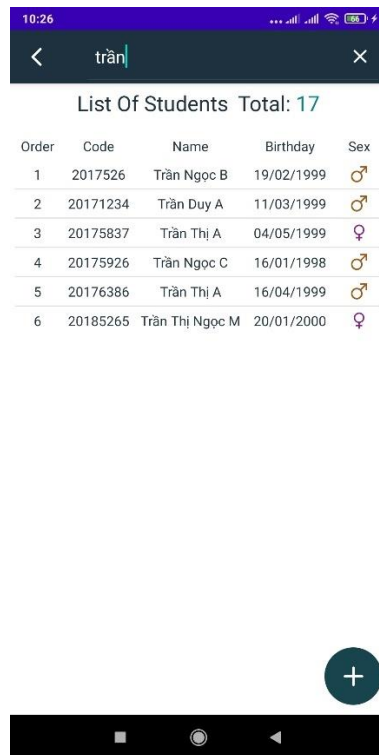 10:26 66
trần
List Of Students Total: 17
Order Code Name Birthday Sex
1 2017526 Trần Ngọc B 19/02/1999
2 20171234 Trần Duy A 11/03/1999
3 20175837 Trần Thị A 04/05/1999
4 20175926 Trần Ngọc C 16/01/1998
5 20176386 Trần Thị A 16/04/1999
6 20185265 Trần Thị Ngọc M 20/01/2000